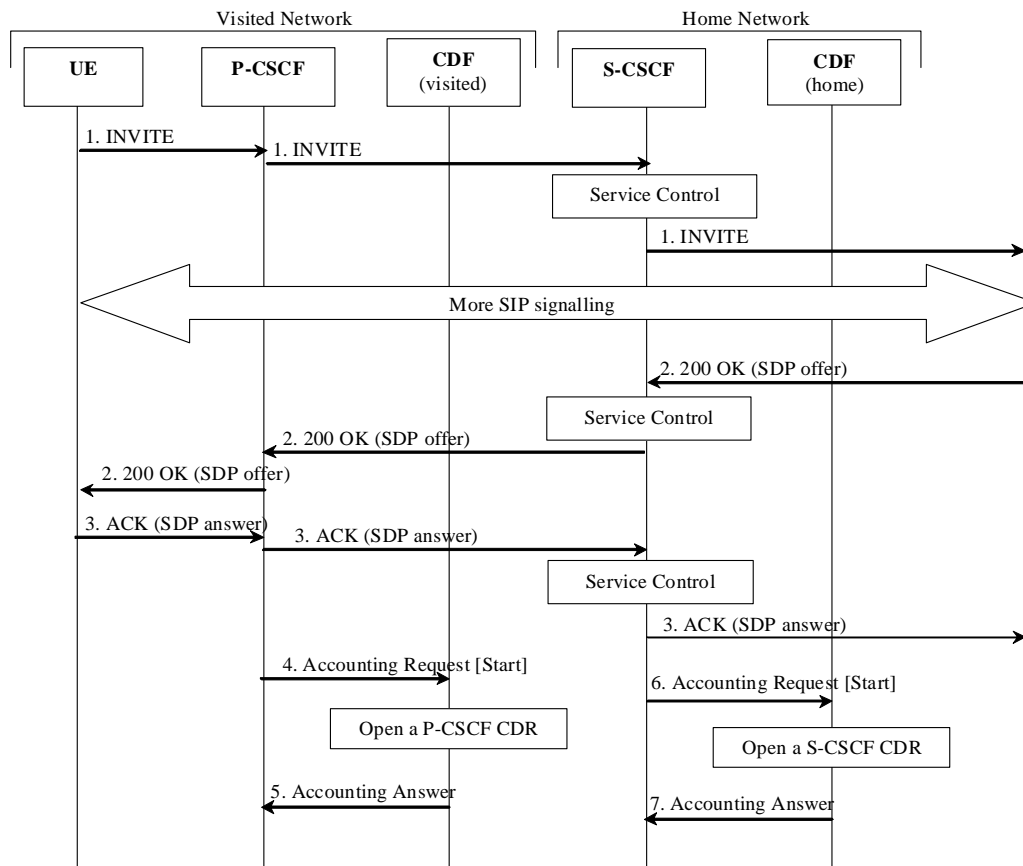 Visited Network
Home Network
UE
P-CSCF
CDF
(visited)
S-CSCF
CDF
(home)
1. INVITE
1. INVITE
Service Control
1. INVITE
More SIP signalling
2. 200 OK (SDP offer)
Service Control
2. 200 OK (SDP offer)
2. 200 OK (SDP offer)
3. ACK (SDP answer)
3. ACK (SDP answer)
Service Control
3. ACK (SDP answer)
4. Accounting Request [Start]
6. Accounting Request [Start]
Open a P-CSCF CDR
Open a S-CSCF CDR
5. Accounting Answer
7. Accounting Answer